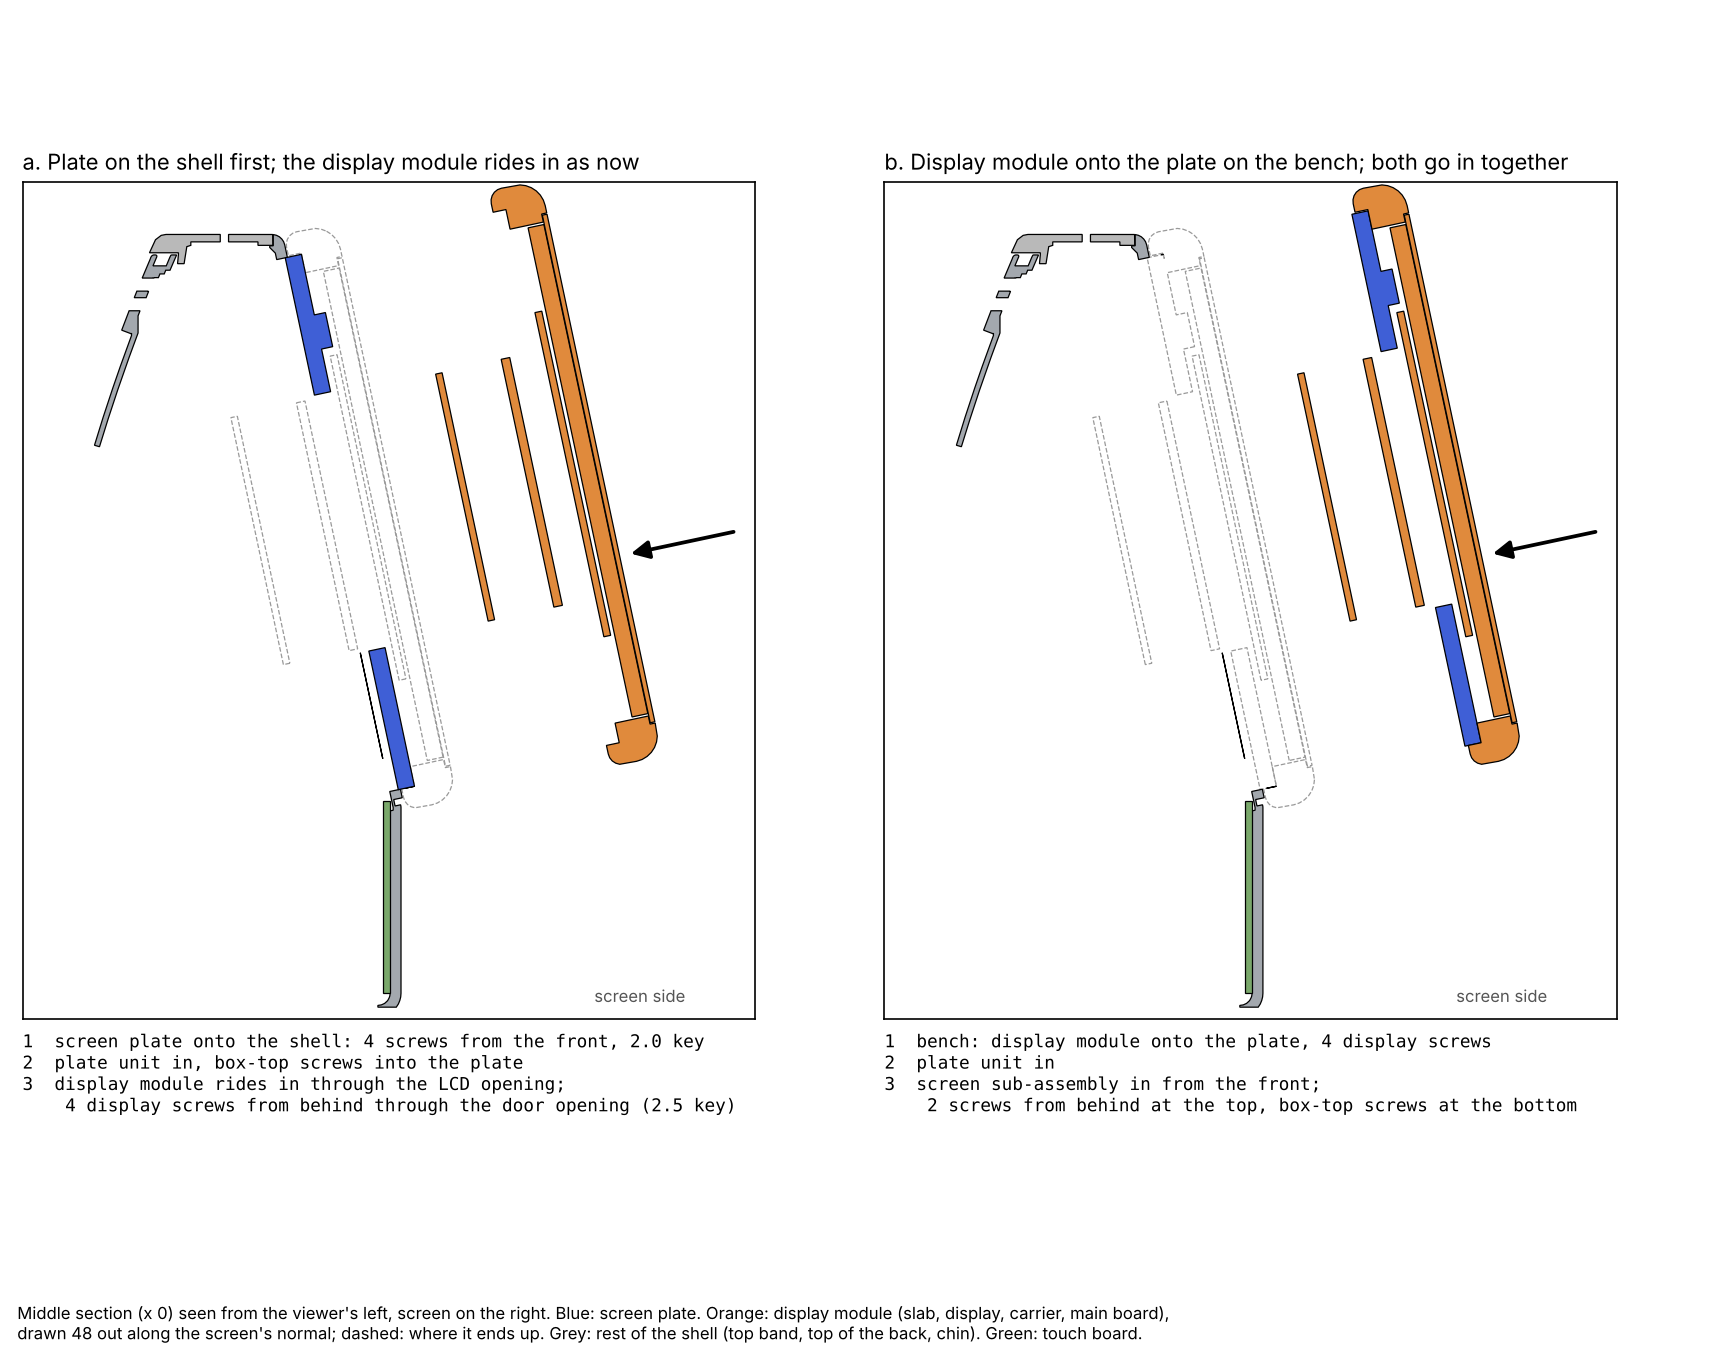 a. Plate on the shell first; the display module rides in as now
b. Display module onto the plate on the bench; both go in together
screen side
screen side
1  screen plate onto the shell: 4 screws from the front, 2.0 key
2  plate unit in, box-top screws into the plate
3  display module rides in through the LCD opening;
4 display screws from behind through the door opening (2.5 key)
1  bench: display module onto the plate, 4 display screws
2  plate unit in
3  screen sub-assembly in from the front;
2 screws from behind at the top, box-top screws at the bottom
Middle section (x 0) seen from the viewer's left, screen on the right. Blue: screen plate. Orange: display module (slab, display, carrier, main board),
drawn 48 out along the screen's normal; dashed: where it ends up. Grey: rest of the shell (top band, top of the back, chin). Green: touch board.